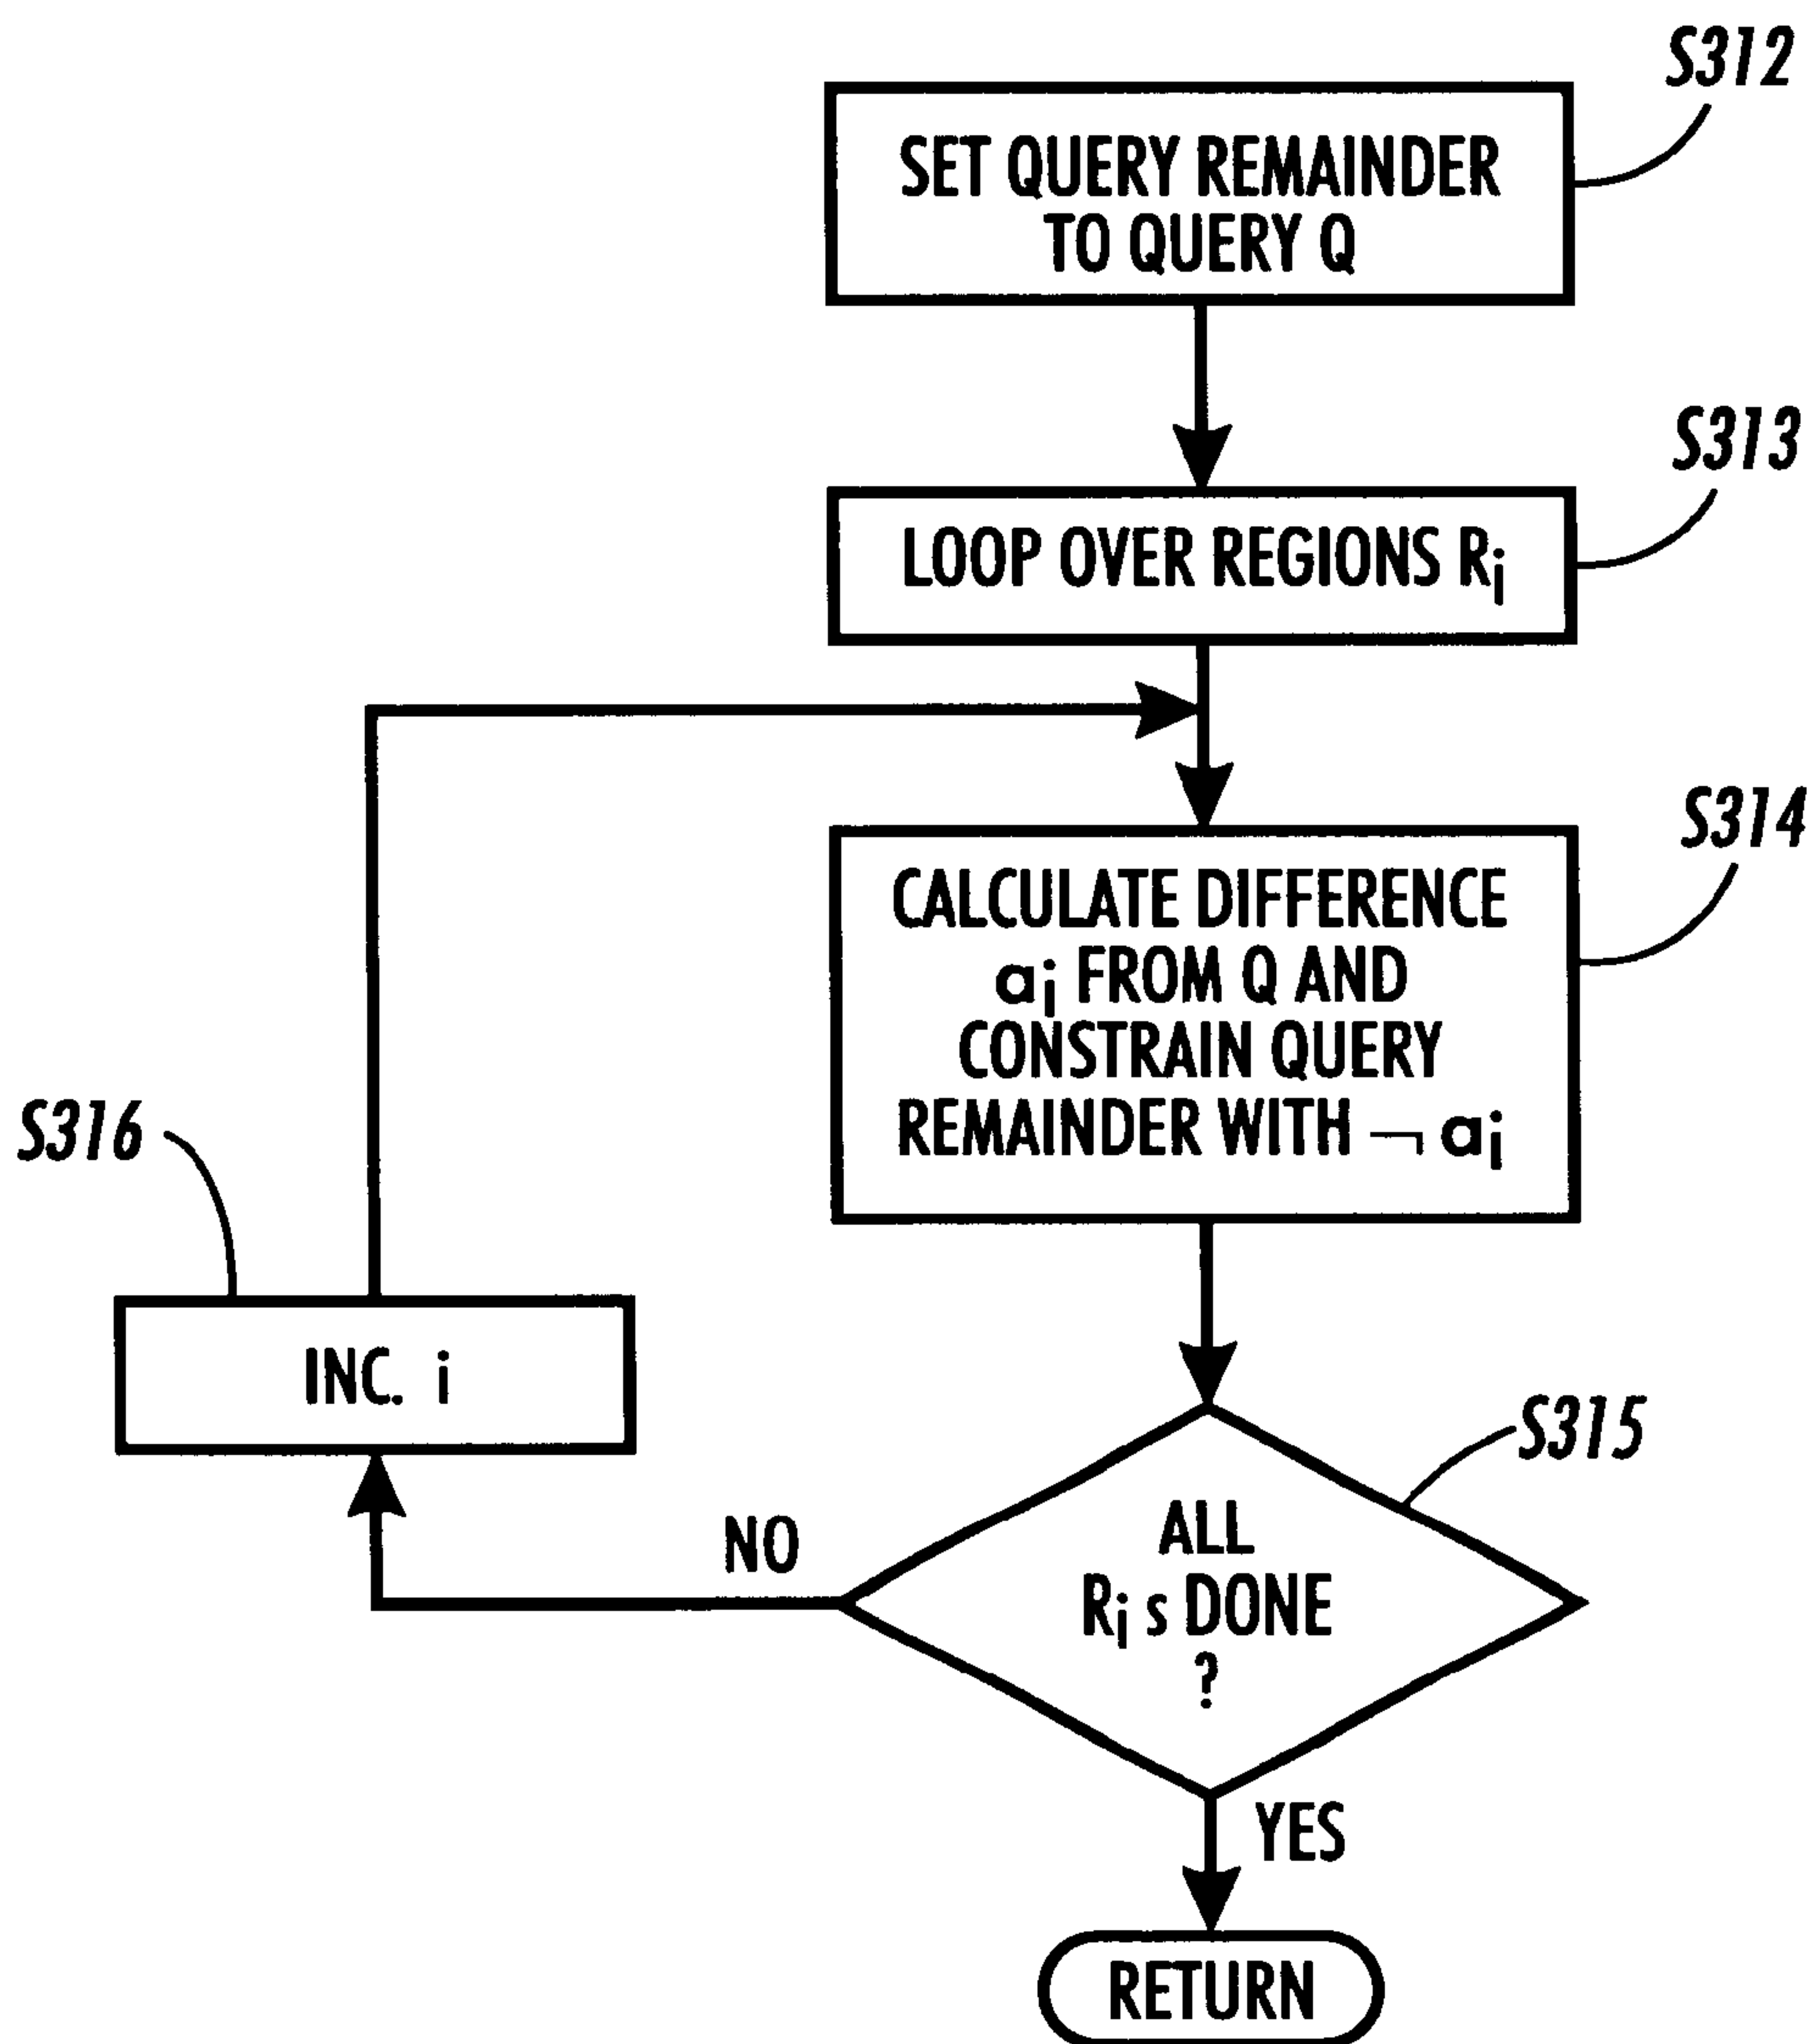 S312
SET QUERY REMAINDER
TO QUERY Q
S313
LOOP OVER REGIONS Ri
S314
CALCULATE DIFFERENCE
ai FROM Q AND
CONSTRAIN QUERY
REMAINDER WITH ¬ ai
S316
INC. i
S315
ALL
Ri s DONE
?
NO
YES
RETURN